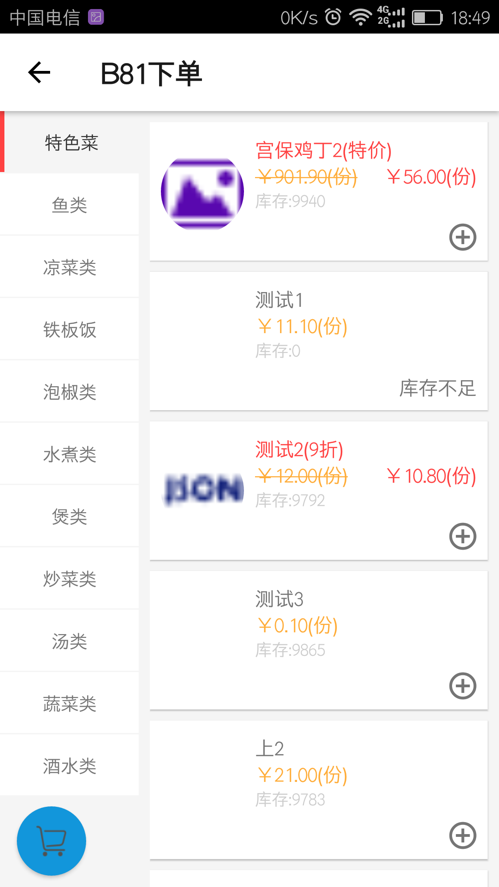 中国电信
0K/s 4G 2G 18:49
B81下单
特色菜
鱼类
凉菜类
铁板饭
泡椒类
水煮类
煲类
炒菜类
汤类
蔬菜类
酒水类
宫保鸡丁2(特价)
￥901.90(份) ￥56.00(份)
库存:9940
测试1
￥11.10(份)
库存:0
库存不足
JSON
测试2(9折)
￥12.00(份) ￥10.80(份)
库存:9792
测试3
￥0.10(份)
库存:9865
上2
￥21.00(份)
库存:9783